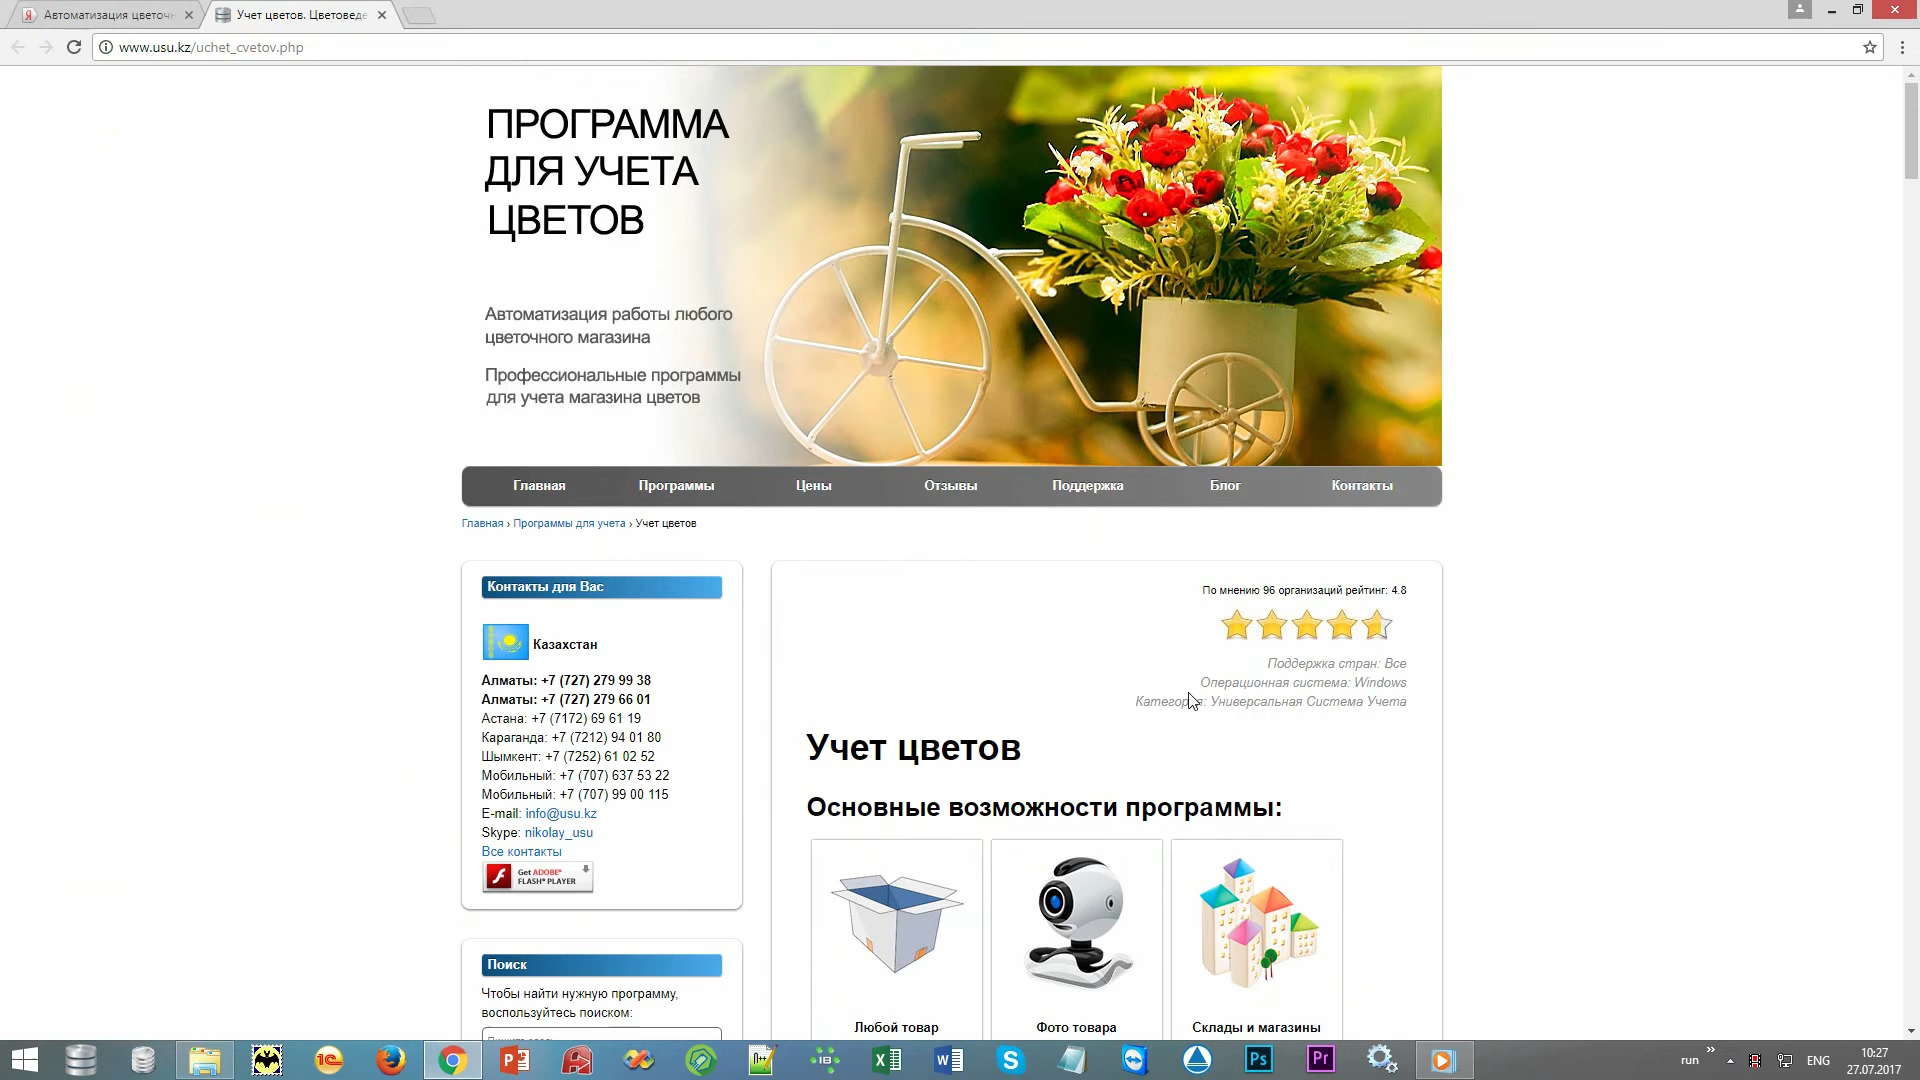 Автоматизация цветочн
Учет цветов. Цветоведе
www.usu.kz/uchet_cvetov.php
ПРОГРАММА
ДЛЯ УЧЕТА
ЦВЕТОВ
Автоматизация работы любого
цветочного магазина
Профессиональные программы
для учета магазина цветов
Главная Программы Цены Отзывы Поддержка Блог Контакты
Главная › Программы для учета › Учет цветов
Контакты для Вас
Казахстан
Алматы: +7 (727) 279 99 38
Алматы: +7 (727) 279 66 01
Астана: +7 (7172) 69 61 19
Караганда: +7 (7212) 94 01 80
Шымкент: +7 (7252) 61 02 52
Мобильный: +7 (707) 637 53 22
Мобильный: +7 (707) 99 00 115
E-mail: info@usu.kz
Skype: nikolay_usu
Все контакты
Get ADOBE®
FLASH® PLAYER
Поиск
Чтобы найти нужную программу,
воспользуйтесь поиском:
По мнению 96 организаций рейтинг: 4.8
Поддержка стран: Все
Операционная система: Windows
Категория: Универсальная Система Учета
Учет цветов
Основные возможности программы:
Любой товар
Фото товара
Склады и магазины
run
ENG
10:27
27.07.2017